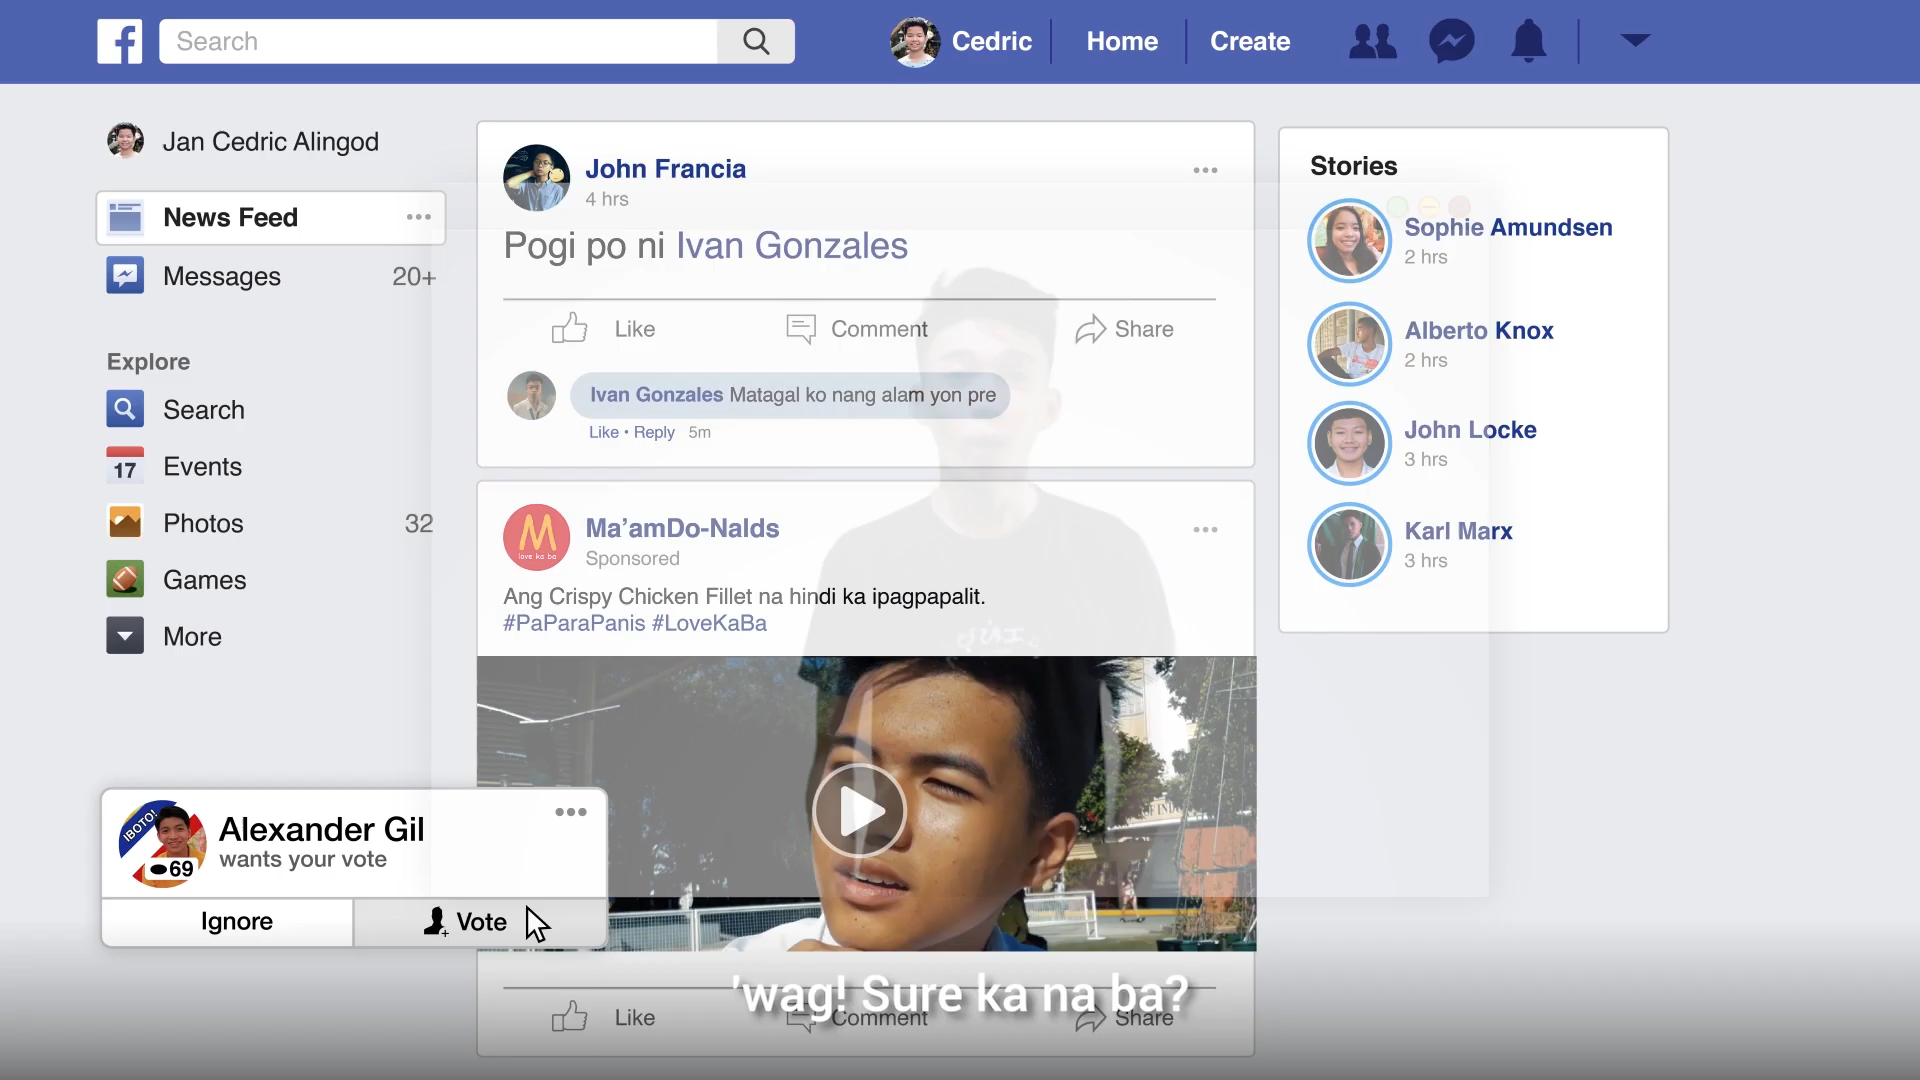 Search
Cedric
Home
Create
Jan Cedric Alingod
News Feed
Messages
20+
Explore
Search
17
Events
Photos
32
Games
More
John Francia
4 hrs
Pogi po ni Ivan Gonzales
Like
Comment
Share
Ivan Gonzales Matagal ko nang alam yon pre
Like • Reply 5m
Ma'amDo-Nalds
Sponsored
love ka ba
Ang Crispy Chicken Fillet na hindi ka ipagpapalit.
#PaParaPanis #LoveKaBa
Like
Comment
Share
Stories
Sophie Amundsen
2 hrs
Alberto Knox
2 hrs
John Locke
3 hrs
Karl Marx
3 hrs
IBOTO!
69
Alexander Gil
wants your vote
Ignore
Vote
'wag! Sure ka na ba?